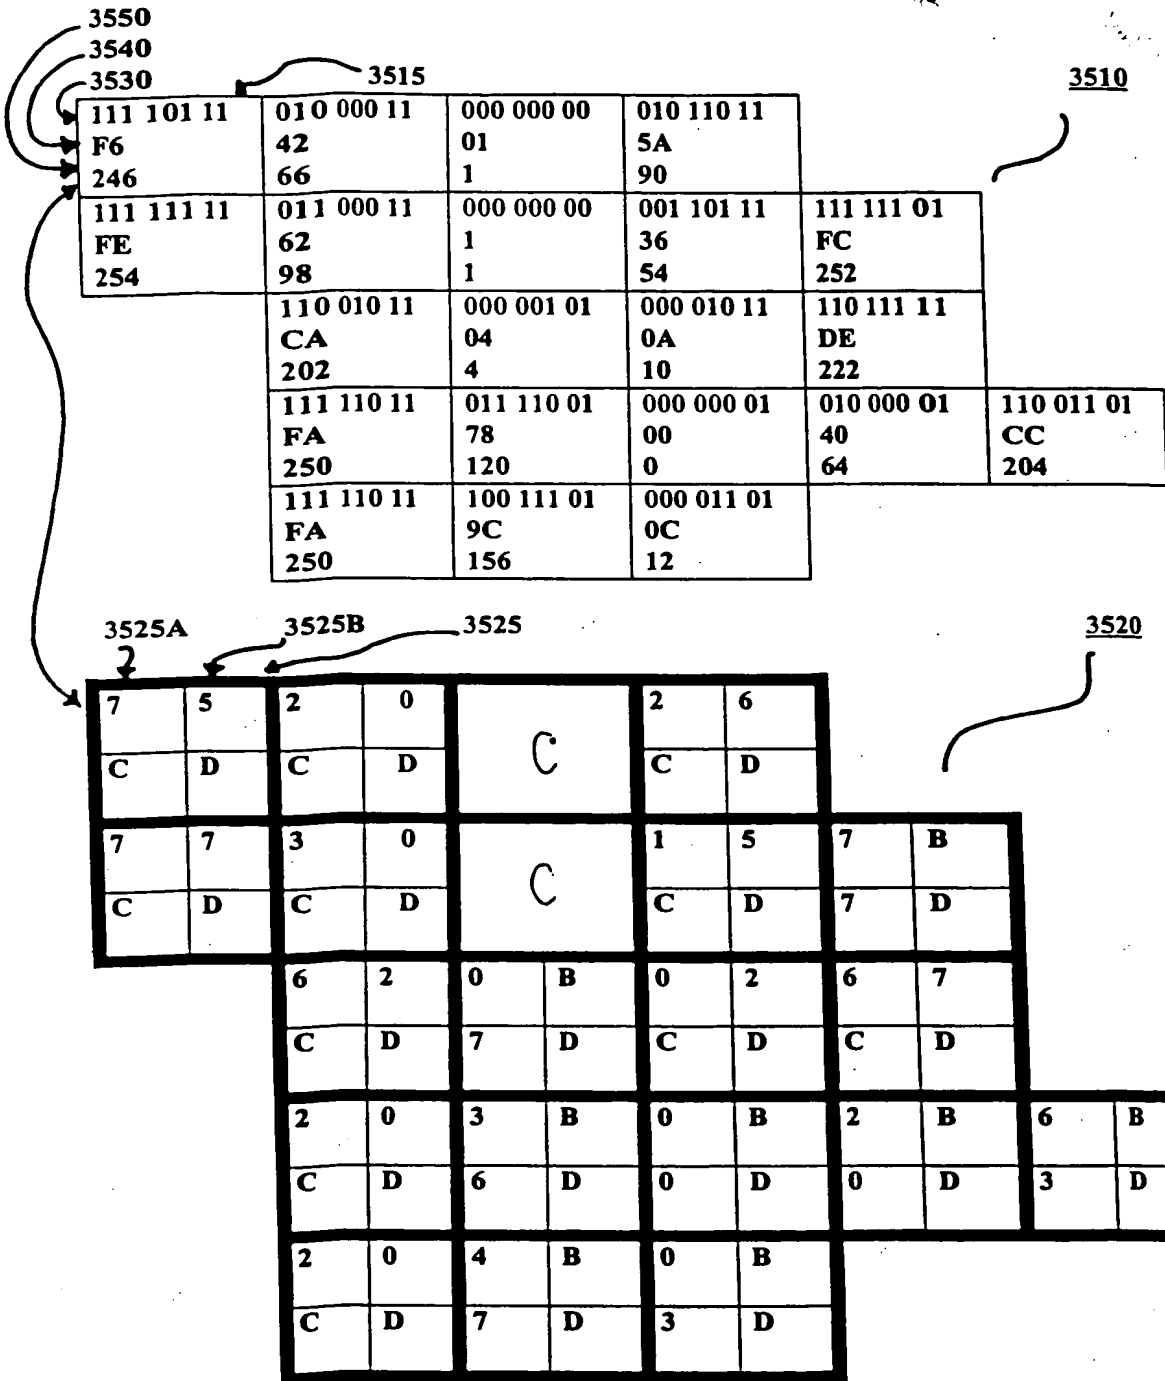 3550
3540
3530
3515
3510
111 101 11 010 000 11 000 000 00 010 110 11
F6 42 01 5A
246 66 1 90
111 111 11 011 000 11 000 000 00 001 101 11 111 111 01
FE 62 1 36 FC
254 98 1 54 252
110 010 11 000 001 01 000 010 11 110 111 11
CA 04 0A DE
202 4 10 222
111 110 11 011 110 01 000 000 01 010 000 01 110 011 01
FA 78 00 40 CC
250 120 0 64 204
111 110 11 100 111 01 000 011 01
FA 9C 0C
250 156 12
3525A 3525B 3525 3520
7 5 2 0 C 2 6
C D C D C D
7 7 3 0 C 1 5 7 B
C D C D C D 7 D
6 2 0 B 0 2 6 7
C D 7 D C D C D
2 0 3 B 0 B 2 B 6 B
C D 6 D 0 D 0 D 3 D
2 0 4 B 0 B
C D 7 D 3 D